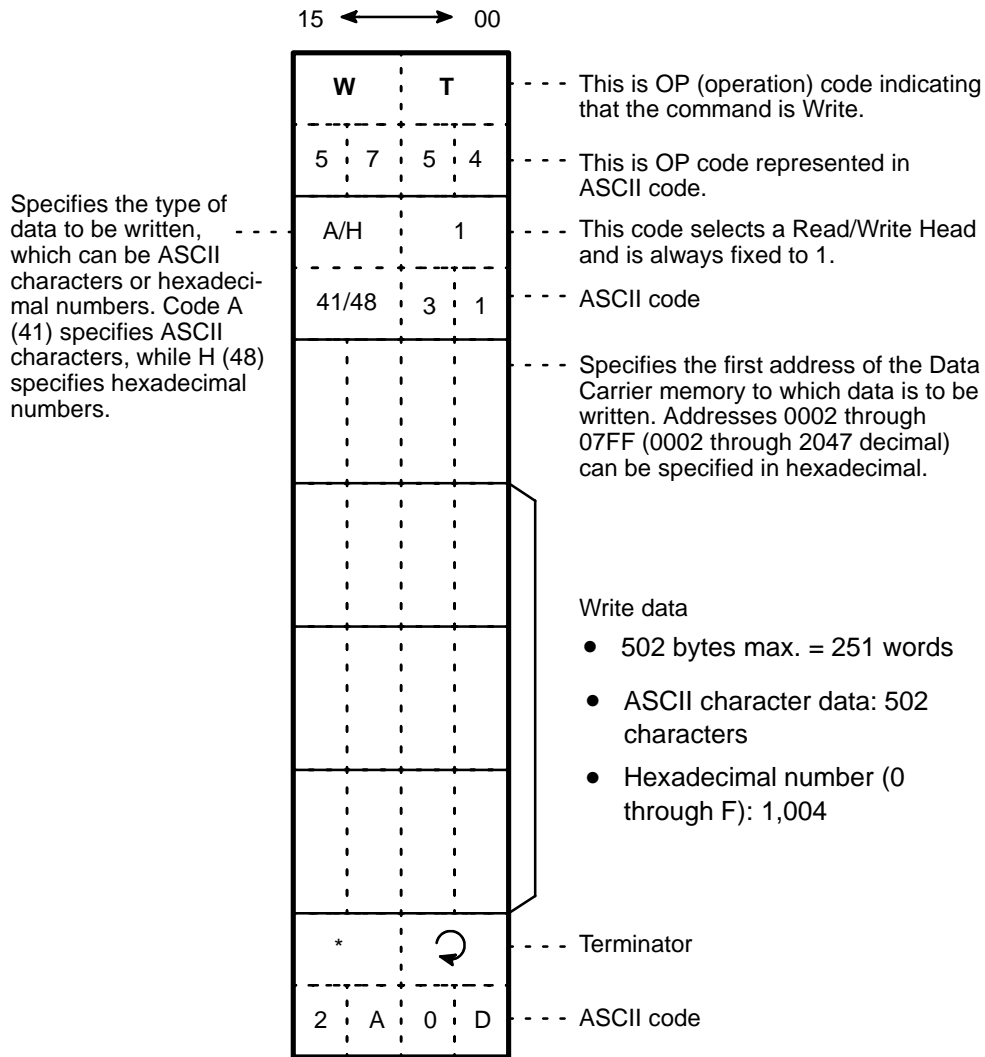 15 00
W T
This is OP (operation) code indicating
that the command is Write.
5 7 5 4
This is OP code represented in
ASCII code.
Specifies the type of
data to be written,
which can be ASCII
characters or hexadeci-
mal numbers. Code A
(41) specifies ASCII
characters, while H (48)
specifies hexadecimal
numbers.
A/H 1
This code selects a Read/Write Head
and is always fixed to 1.
41/48 3 1
ASCII code
Specifies the first address of the Data
Carrier memory to which data is to be
written. Addresses 0002 through
07FF (0002 through 2047 decimal)
can be specified in hexadecimal.
Write data
• 502 bytes max. = 251 words
• ASCII character data: 502
characters
• Hexadecimal number (0
through F): 1,004
*
Terminator
2 A 0 D
ASCII code